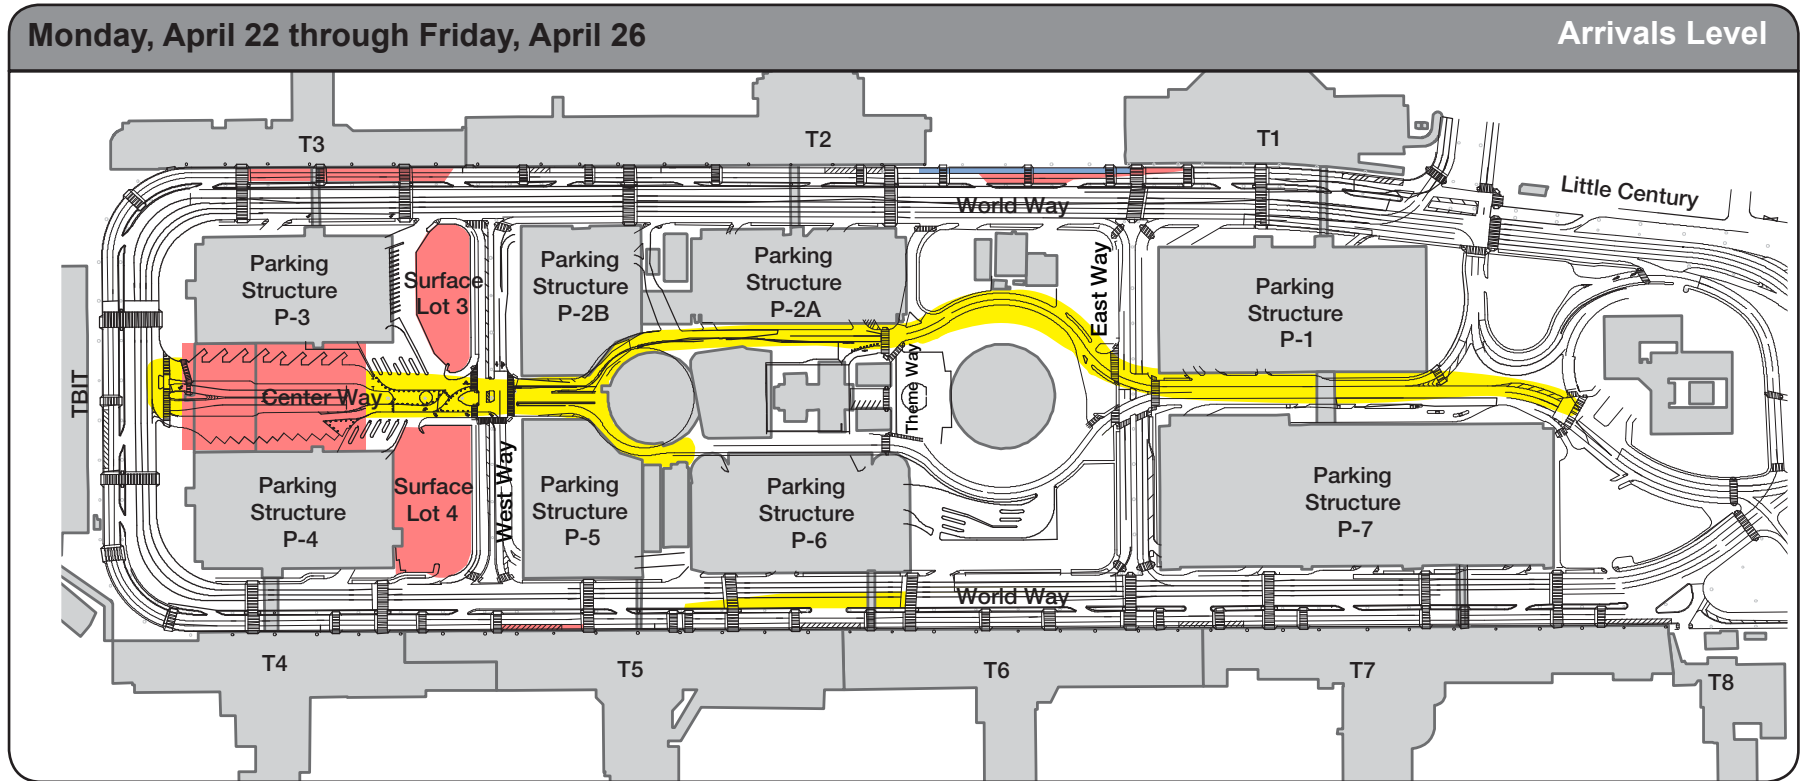 Monday, April 22 through Friday, April 26
Arrivals Level
T3
T2
T1
Little Century
World Way
Parking
Structure
P-3
Surface
Lot 3
Parking
Structure
P-2B
Parking
Structure
P-2A
East Way
Parking
Structure
P-1
TBIT
Center Way
Theme Way
Parking
Structure
P-4
Surface
Lot 4
West Way
Parking
Structure
P-5
Parking
Structure
P-6
Parking
Structure
P-7
World Way
T4
T5
T6
T7
T8